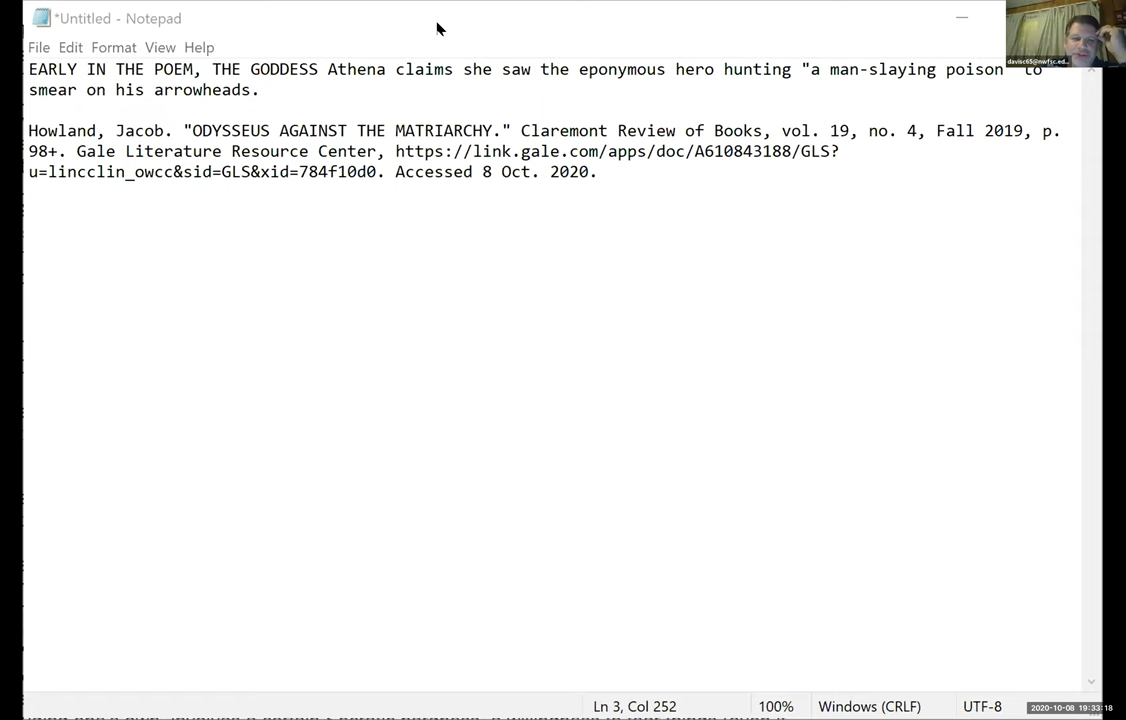 *Untitled - Notepad
File Edit Format View Help
EARLY IN THE POEM, THE GODDESS Athena claims she saw the eponymous hero hunting "a man-slaying poison" to
smear on his arrowheads.
Howland, Jacob. "ODYSSEUS AGAINST THE MATRIARCHY." Claremont Review of Books, vol. 19, no. 4, Fall 2019, p.
98+. Gale Literature Resource Center, https://link.gale.com/apps/doc/A610843188/GLS?
u=lincclin_owcc&sid=GLS&xid=784f10d0. Accessed 8 Oct. 2020.
davisc65@nwfsc.ed...
Ln 3, Col 252 100% Windows (CRLF) UTF-8
2020-10-08 19:33:18